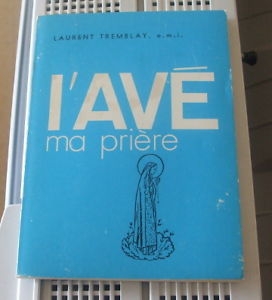 LAURENT TREMBLAY, o.m.i.
l'AVÉ
ma prière